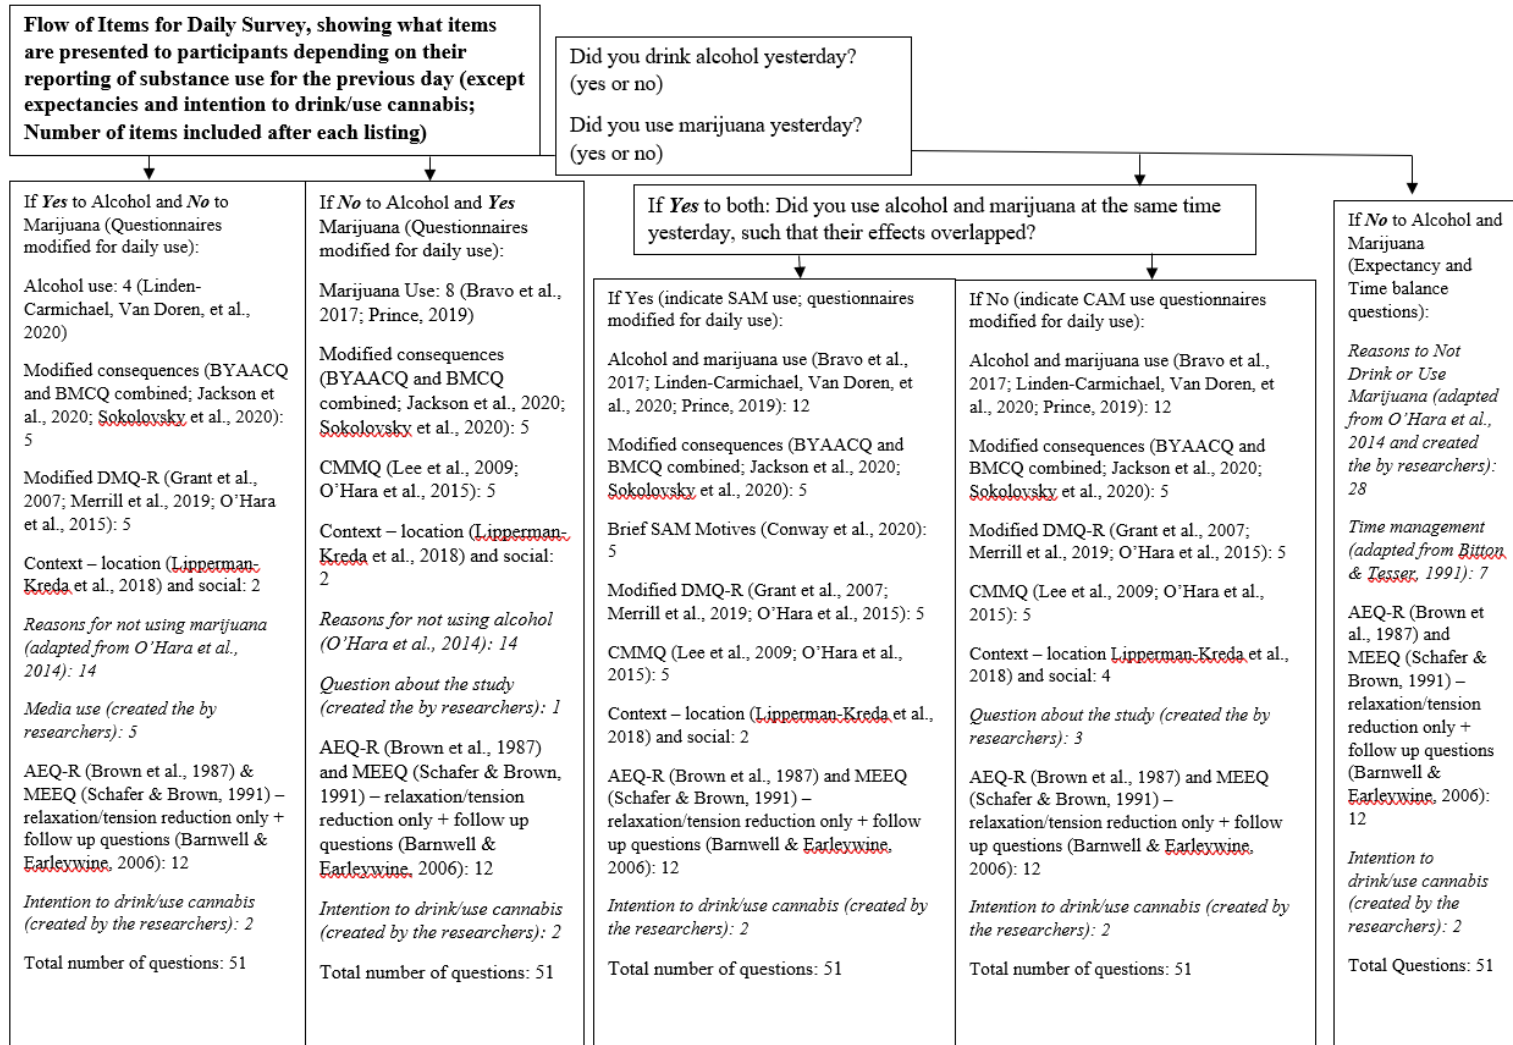 Flow of Items for Daily Survey, showing what items
are presented to participants depending on their
reporting of substance use for the previous day (except
expectancies and intention to drink/use cannabis;
Number of items included after each listing)
Did you drink alcohol yesterday?
(yes or no)
Did you use marijuana yesterday?
(yes or no)
If Yes to Alcohol and No to
Marijuana (Questionnaires
modified for daily use):
Alcohol use: 4 (Linden-
Carmichael, Van Doren, et al.,
2020)
Modified consequences (BYAACQ
and BMCQ combined; Jackson et
al., 2020; Sokolovsky et al., 2020):
5
Modified DMQ-R (Grant et al.,
2007; Merrill et al., 2019; O’Hara
et al., 2015): 5
Context – location (Lipperman-
Kreda et al., 2018) and social: 2
Reasons for not using marijuana
(adapted from O’Hara et al.,
2014): 14
Media use (created the by
researchers): 5
AEQ-R (Brown et al., 1987) &
MEEQ (Schafer & Brown, 1991) –
relaxation/tension reduction only +
follow up questions (Barnwell &
Earleywine, 2006): 12
Intention to drink/use cannabis
(created by the researchers): 2
Total number of questions: 51
If No to Alcohol and Yes
Marijuana (Questionnaires
modified for daily use):
Marijuana Use: 8 (Bravo et al.,
2017; Prince, 2019)
Modified consequences
(BYAACQ and BMCQ
combined; Jackson et al., 2020;
Sokolovsky et al., 2020): 5
CMMQ (Lee et al., 2009;
O’Hara et al., 2015): 5
Context – location (Lipperman-
Kreda et al., 2018) and social:
2
Reasons for not using alcohol
(O’Hara et al., 2014): 14
Question about the study
(created the by researchers): 1
AEQ-R (Brown et al., 1987)
and MEEQ (Schafer & Brown,
1991) – relaxation/tension
reduction only + follow up
questions (Barnwell &
Earleywine, 2006): 12
Intention to drink/use cannabis
(created by the researchers): 2
Total number of questions: 51
If Yes to both: Did you use alcohol and marijuana at the same time
yesterday, such that their effects overlapped?
If Yes (indicate SAM use; questionnaires
modified for daily use):
Alcohol and marijuana use (Bravo et al.,
2017; Linden-Carmichael, Van Doren, et
al., 2020; Prince, 2019): 12
Modified consequences (BYAACQ and
BMCQ combined; Jackson et al., 2020;
Sokolovsky et al., 2020): 5
Brief SAM Motives (Conway et al., 2020):
5
Modified DMQ-R (Grant et al., 2007;
Merrill et al., 2019; O’Hara et al., 2015): 5
CMMQ (Lee et al., 2009; O’Hara et al.,
2015): 5
Context – location (Lipperman-Kreda et al.,
2018) and social: 2
AEQ-R (Brown et al., 1987) and MEEQ
(Schafer & Brown, 1991) –
relaxation/tension reduction only + follow
up questions (Barnwell & Earleywine,
2006): 12
Intention to drink/use cannabis (created by
the researchers): 2
Total number of questions: 51
If No (indicate CAM use questionnaires
modified for daily use):
Alcohol and marijuana use (Bravo et al.,
2017; Linden-Carmichael, Van Doren, et
al., 2020; Prince, 2019): 12
Modified consequences (BYAACQ and
BMCQ combined; Jackson et al., 2020;
Sokolovsky et al., 2020): 5
Modified DMQ-R (Grant et al., 2007;
Merrill et al., 2019; O’Hara et al., 2015): 5
CMMQ (Lee et al., 2009; O’Hara et al.,
2015): 5
Context – location Lipperman-Kreda et al.,
2018) and social: 4
Question about the study (created the by
researchers): 3
AEQ-R (Brown et al., 1987) and MEEQ
(Schafer & Brown, 1991) –
relaxation/tension reduction only + follow
up questions (Barnwell & Earleywine,
2006): 12
Intention to drink/use cannabis (created by
the researchers): 2
Total number of questions: 51
If No to Alcohol and
Marijuana
(Expectancy and
Time balance
questions):
Reasons to Not
Drink or Use
Marijuana (adapted
from O’Hara et al.,
2014 and created
the by researchers):
28
Time management
(adapted from Bitton
& Tesser, 1991): 7
AEQ-R (Brown et
al., 1987) and
MEEQ (Schafer &
Brown, 1991) –
relaxation/tension
reduction only +
follow up questions
(Barnwell &
Earleywine, 2006):
12
Intention to
drink/use cannabis
(created by the
researchers): 2
Total Questions: 51